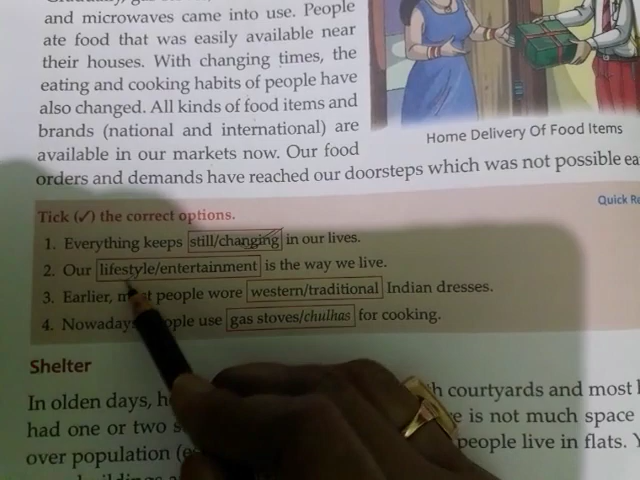 and microwaves came into use. People
ate food that was easily available near
their houses. With changing times, the
eating and cooking habits of people have
also changed. All kinds of food items and
brands (national and international) are
available in our markets now. Our food
orders and demands have reached our doorsteps which was not possible
Home Delivery Of Food Items
Quick
Tick (✓) the correct options.
1. Everything keeps still/changing in our lives.
2. Our lifestyle/entertainment is the way we live.
3. Earlier, people wore western/traditional Indian dresses.
4. Nowadays people use gas stoves/chulhas for cooking.
Shelter
In olden days, courtyards and most
had one or two is not much space
over population people live in flats.